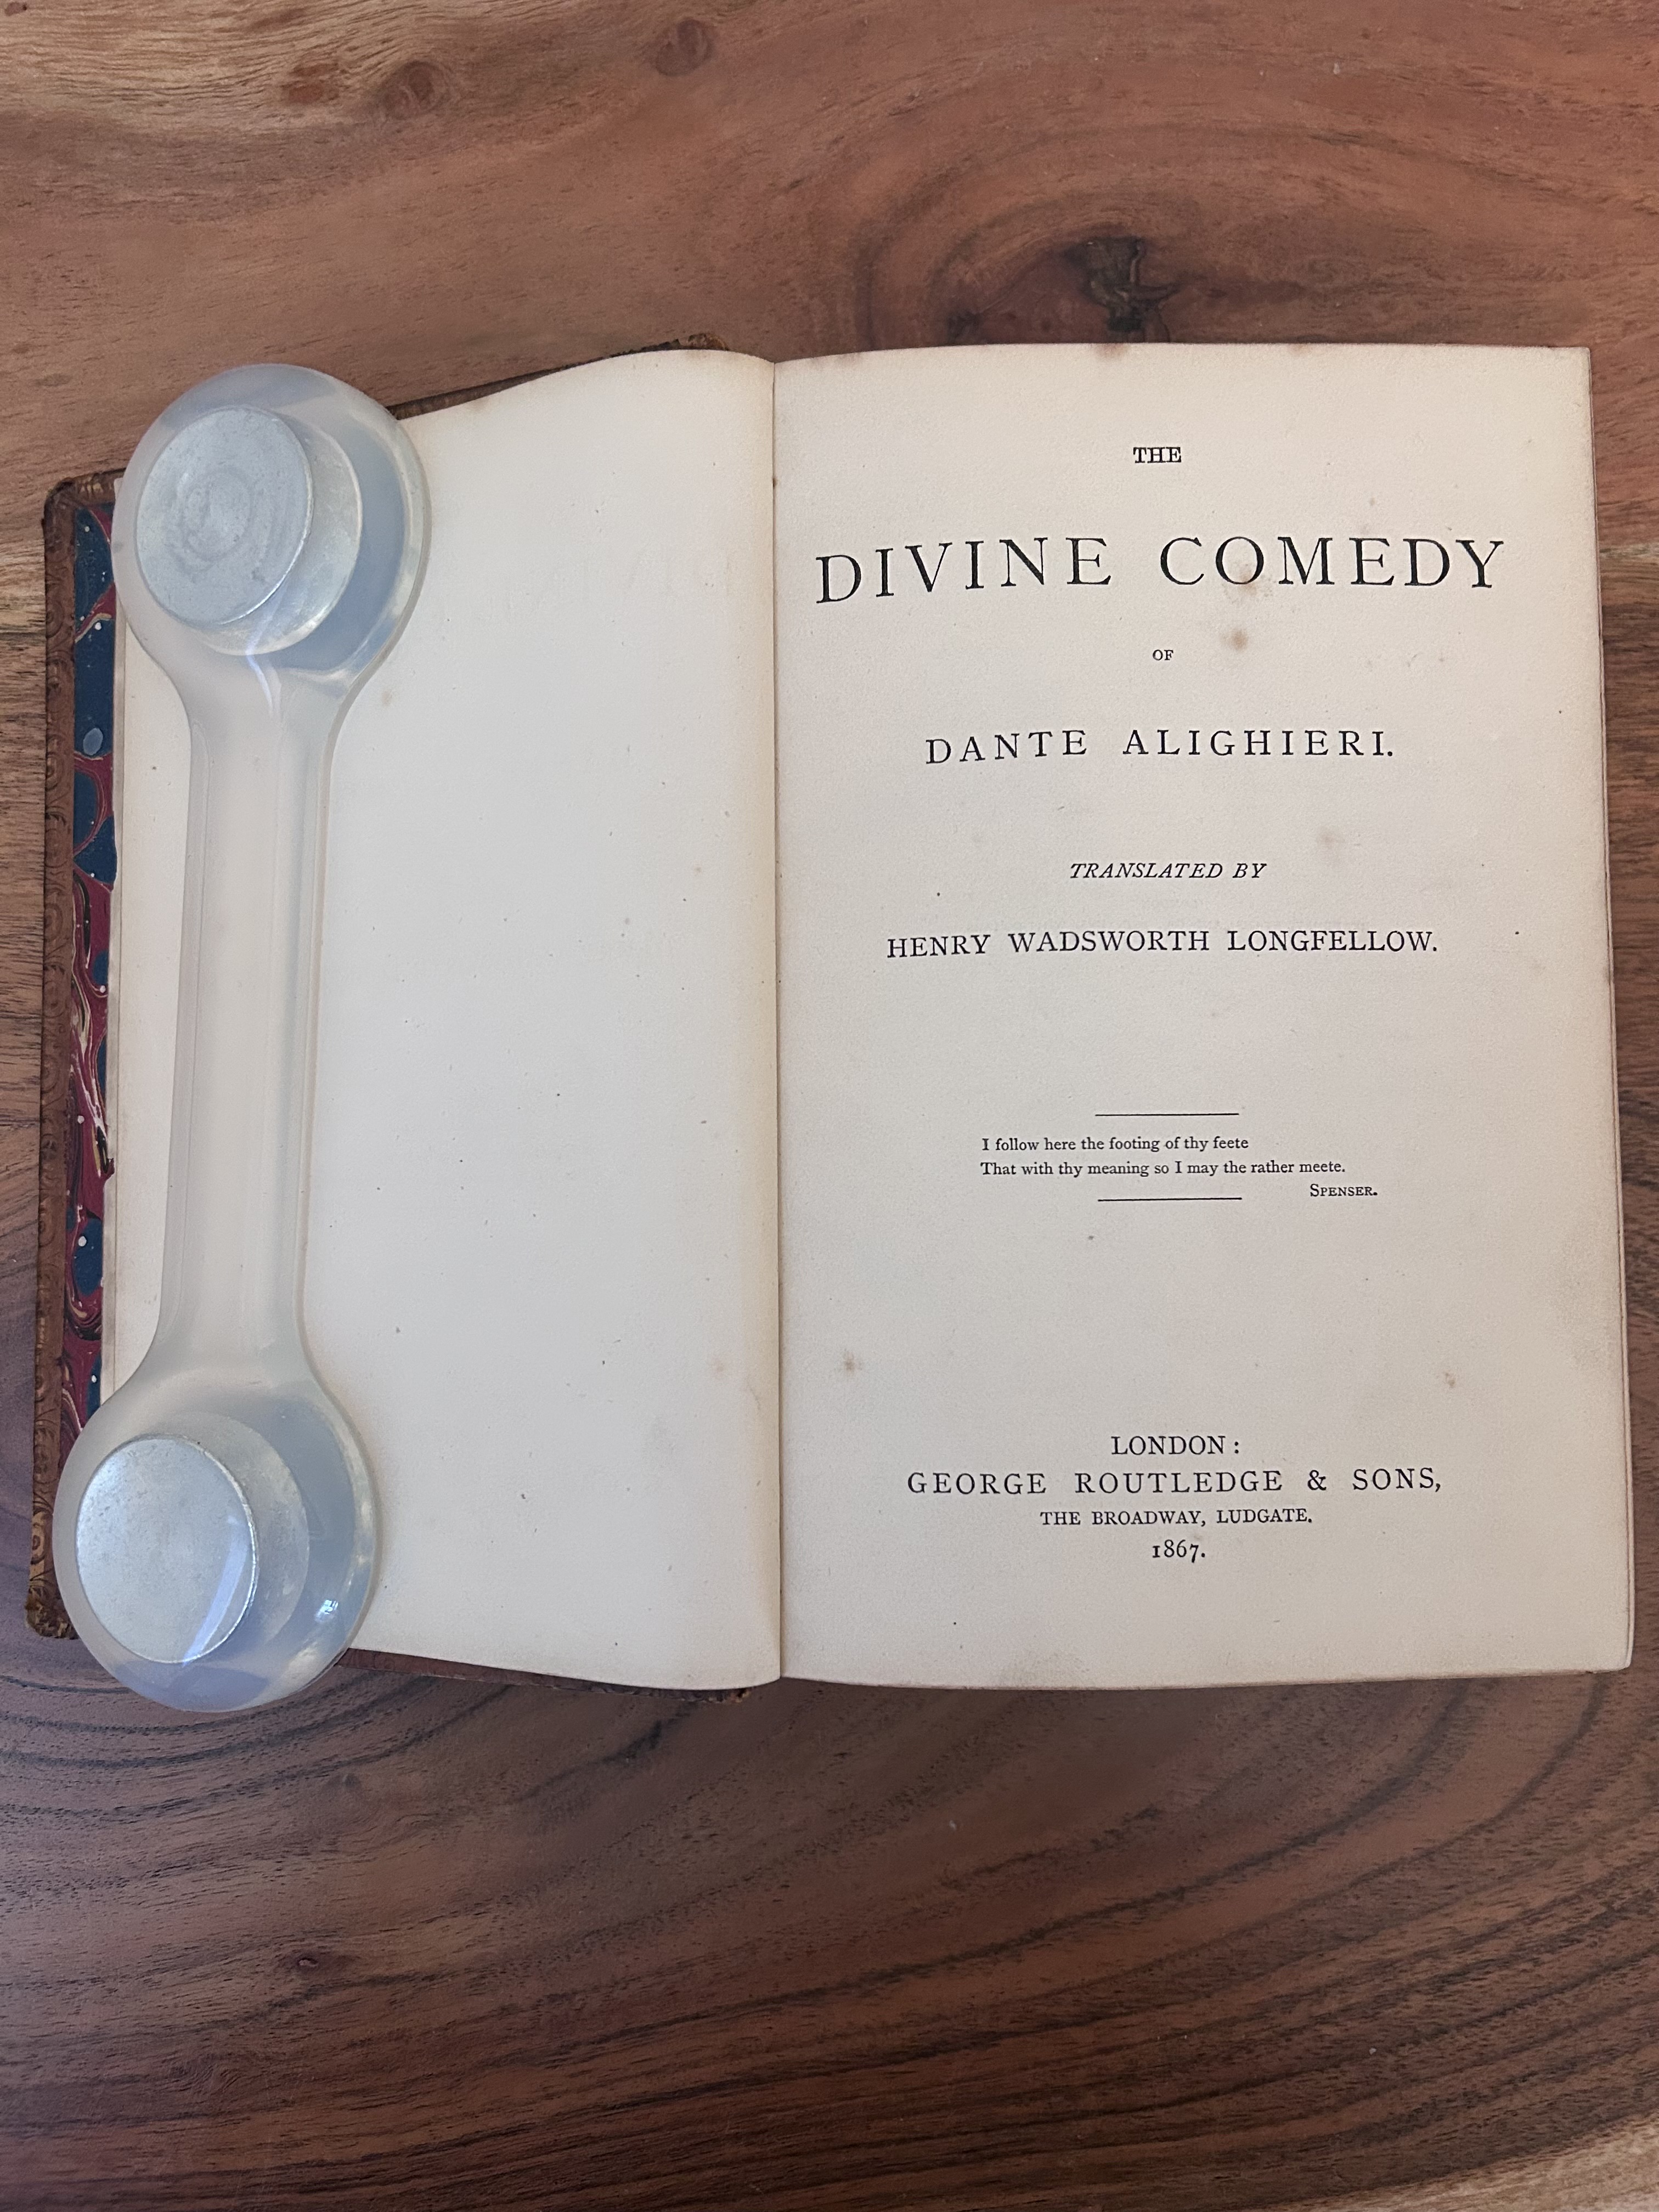 THE
DIVINE COMEDY
OF
DANTE ALIGHIERI.
TRANSLATED BY
HENRY WADSWORTH LONGFELLOW.
I follow here the footing of thy feete
That with thy meaning so I may the rather meete.
SPENSER.
LONDON:
GEORGE ROUTLEDGE & SONS,
THE BROADWAY, LUDGATE.
1867.